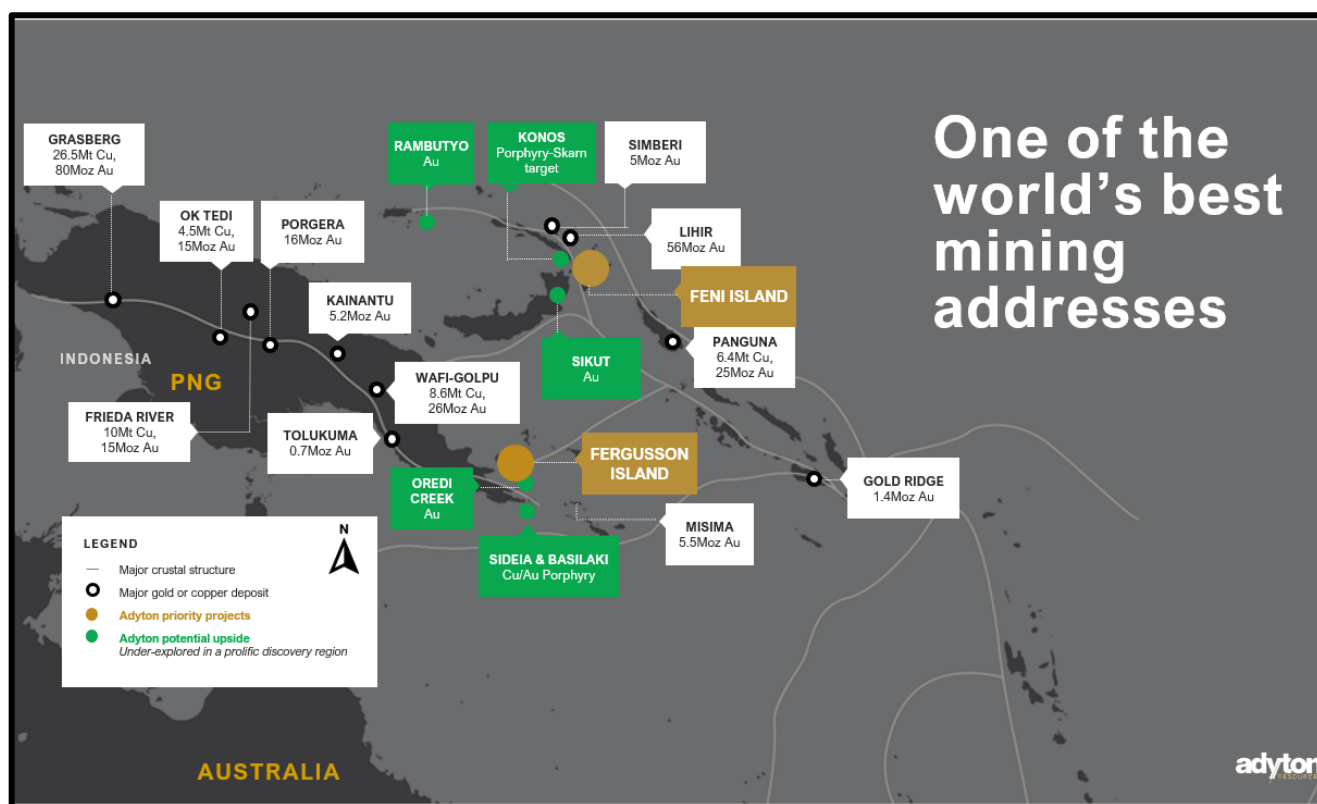 One of the
world's best
mining
addresses
GRASBERG
26.5Mt Cu,
80Moz Au
OK TEDI
4.5Mt Cu,
15Moz Au
PORGERA
16Moz Au
RAMBUTYO
Au
KONOS
Porphyry-Skarn
target
SIMBERI
5Moz Au
LIHIR
56Moz Au
FENI ISLAND
KAINANTU
5.2Moz Au
SIKUT
Au
PANGUNA
6.4Mt Cu,
25Moz Au
INDONESIA
PNG
WAFI-GOLPU
8.6Mt Cu,
26Moz Au
FRIEDA RIVER
10Mt Cu,
15Moz Au
TOLUKUMA
0.7Moz Au
FERGUSSON
ISLAND
OREDI
CREEK
Au
GOLD RIDGE
1.4Moz Au
MISIMA
5.5Moz Au
SIDEIA & BASILAKI
Cu/Au Porphyry
N
LEGEND
Major crustal structure
Major gold or copper deposit
Adyton priority projects
Adyton potential upside
Under-explored in a prolific discovery region
AUSTRALIA
adyton